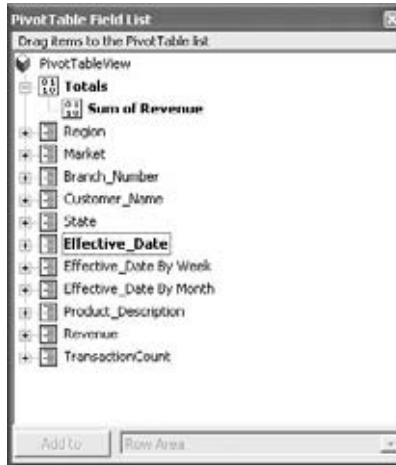 PivotTable Field List
Drag items to the PivotTable list
PivotTableView
Totals
Sum of Revenue
Region
Market
Branch_Number
Customer_Name
State
Effective_Date
Effective_Date By Week
Effective_Date By Month
Product_Description
Revenue
TransactionCount
Add to
Row Area